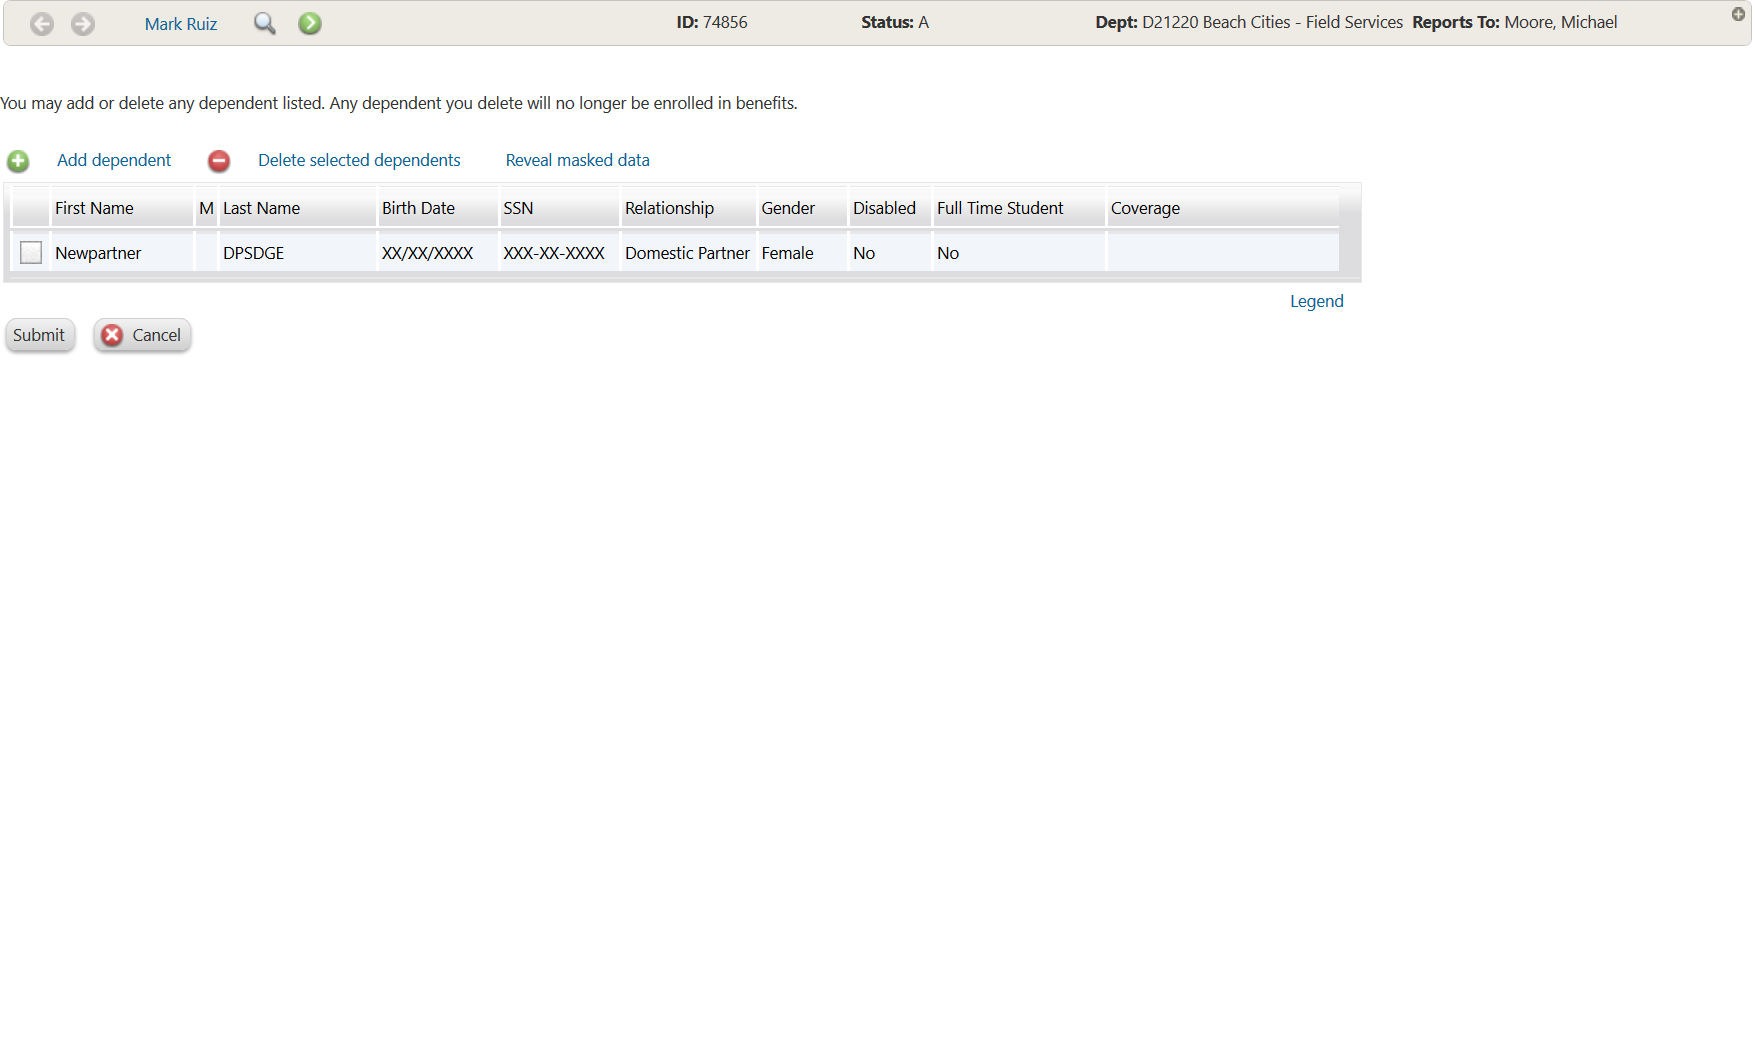 Mark Ruiz ID: 74856 Status: A Dept: D21220 Beach Cities - Field Services Reports To: Moore, Michael
You may add or delete any dependent listed. Any dependent you delete will no longer be enrolled in benefits.
Add dependent Delete selected dependents Reveal masked data
First Name M Last Name Birth Date SSN Relationship Gender Disabled Full Time Student Coverage
Newpartner DPSDGE XX/XX/XXXX XXX-XX-XXXX Domestic Partner Female No No
Legend
Submit Cancel